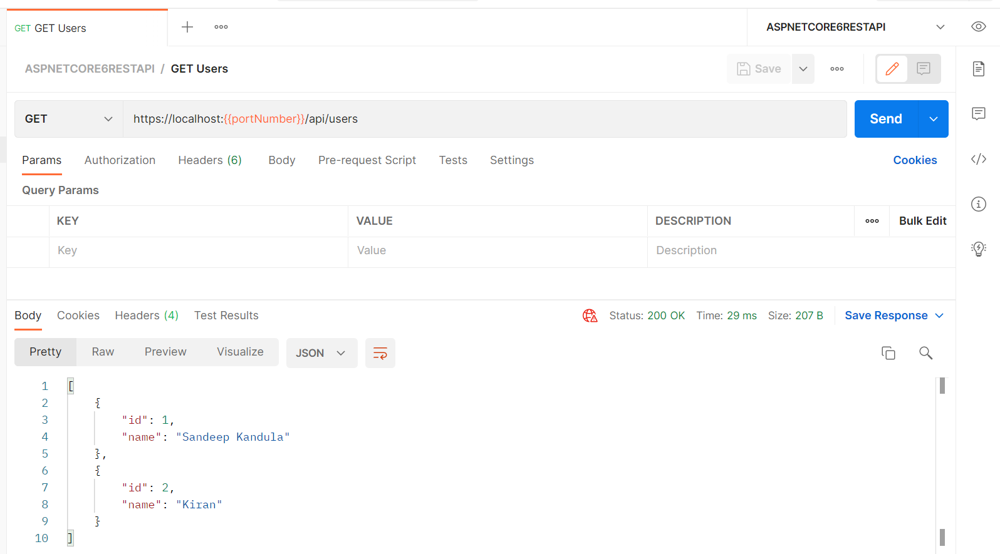 GET GET Users
ASPNETCORE6RESTAPI
ASPNETCORE6RESTAPI / GET Users
Save
GET
https://localhost:{{portNumber}}/api/users
Send
Params Authorization Headers (6) Body Pre-request Script Tests Settings Cookies
Query Params
KEY VALUE DESCRIPTION Bulk Edit
Key Value Description
Body Cookies Headers (4) Test Results Status: 200 OK Time: 29 ms Size: 207 B Save Response
Pretty Raw Preview Visualize JSON
1 [
2 {
3 "id": 1,
4 "name": "Sandeep Kandula"
5 },
6 {
7 "id": 2,
8 "name": "Kiran"
9 }
10 ]